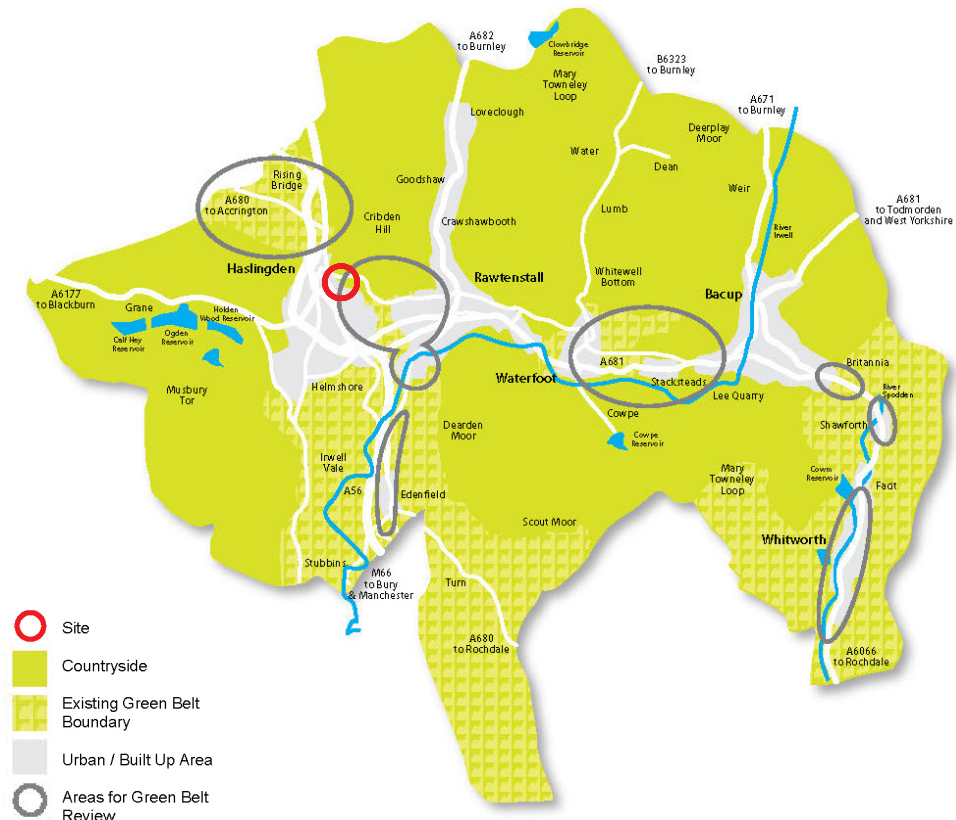 A682
to Burnley
Clowbridge
Reservoir
B6323
to Burnley
Mary
Towneley
Loop
A671
to Burnley
Loveclough
Deerplay
Moor
Water
Dean
Rising
Bridge
Goodshaw
Weir
A680
to Accrington
A681
to Todmorden
and West Yorkshire
Cribden
Hill
Crawshawbooth
Lumb
River
Irwell
Haslingden
Rawtenstall
Whitewell
Bottom
Bacup
A6177
to Blackburn
Grane
Holden
Wood Reservoir
Ogden
Reservoir
Calf Hey
Reservoir
A681
Britannia
Musbury
Tor
Helmshore
Waterfoot
Stacksteads
Lee Quarry
River
Spodden
Cowpe
Dearden
Moor
Shawforth
Cowpe
Reservoir
Irwell
Vale
Mary
Towneley
Loop
Cowm
Reservoir
Facit
A56
Edenfield
Scout Moor
Whitworth
Stubbins
M66
to Bury
& Manchester
Turn
A680
to Rochdale
A6066
to Rochdale
Site
Countryside
Existing Green Belt
Boundary
Urban / Built Up Area
Areas for Green Belt
Review